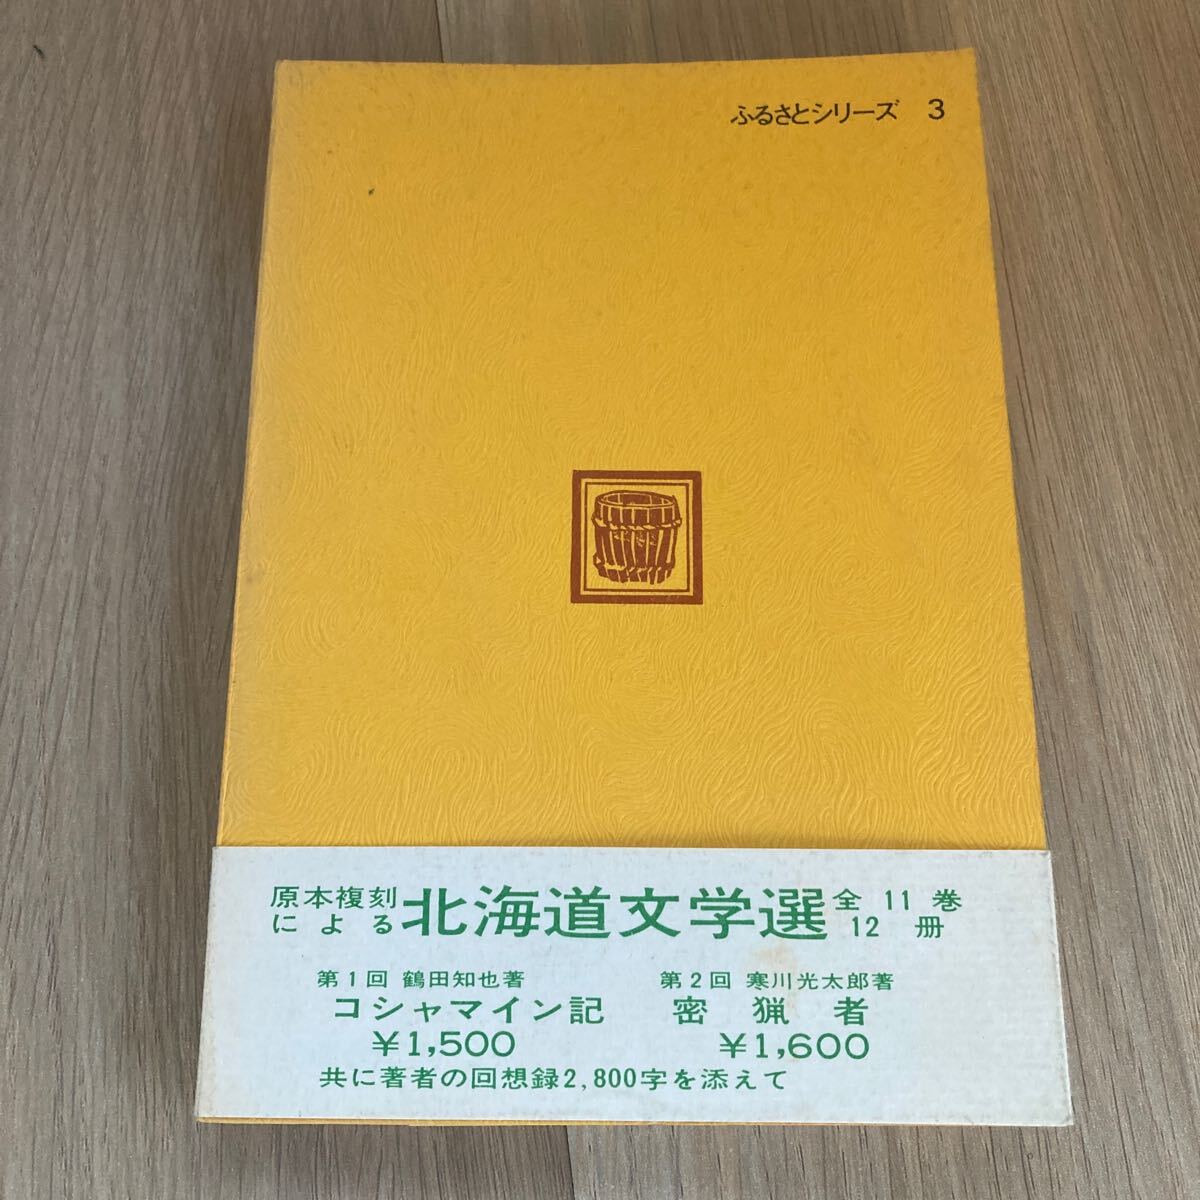 ふるさとシリーズ 3
原本複刻による 北海道文学選 全11巻12冊
第1回 鶴田知也著
コシャマイン記
¥1,500
第2回 寒川光太郎著
密猟者
¥1,600
共に著者の回想録2,800字を添えて